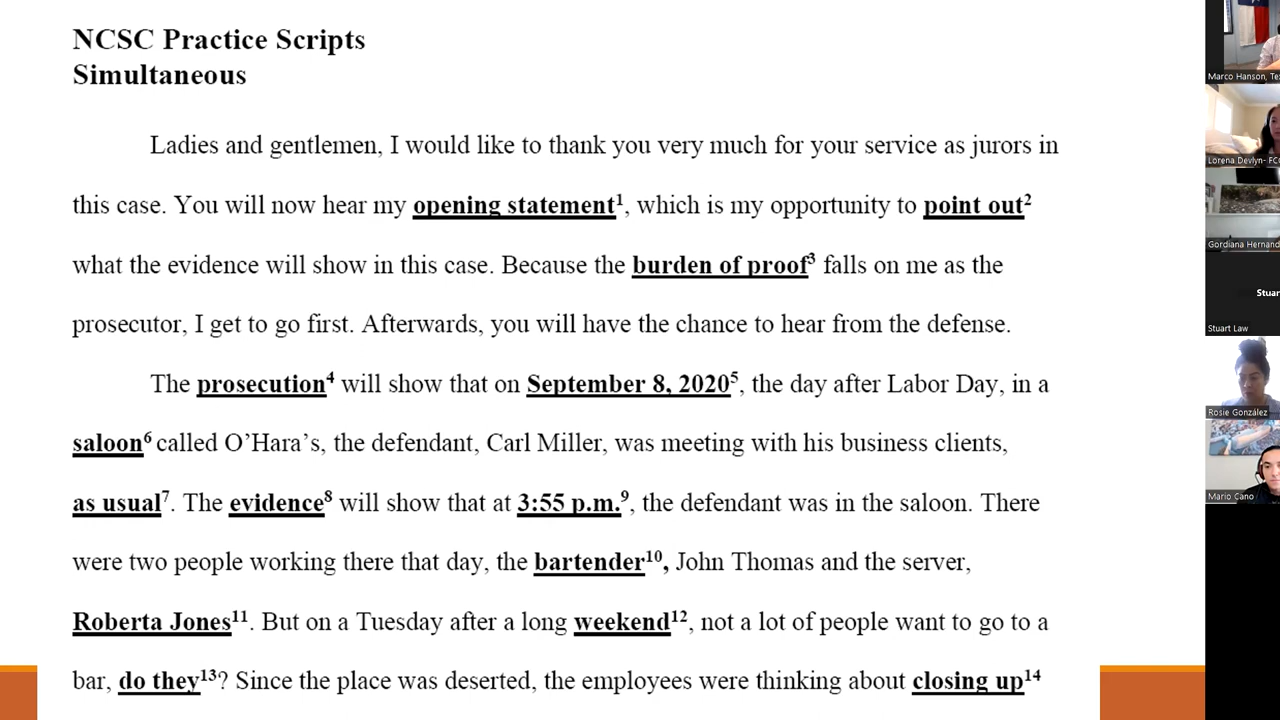 NCSC Practice Scripts
Simultaneous
Ladies and gentlemen, I would like to thank you very much for your service as jurors in
this case. You will now hear my opening statement¹, which is my opportunity to point out²
what the evidence will show in this case. Because the burden of proof³ falls on me as the
prosecutor, I get to go first. Afterwards, you will have the chance to hear from the defense.
The prosecution⁴ will show that on September 8, 2020⁵, the day after Labor Day, in a
saloon⁶ called O’Hara’s, the defendant, Carl Miller, was meeting with his business clients,
as usual⁷. The evidence⁸ will show that at 3:55 p.m.⁹, the defendant was in the saloon. There
were two people working there that day, the bartender¹⁰, John Thomas and the server,
Roberta Jones¹¹. But on a Tuesday after a long weekend¹², not a lot of people want to go to a
bar, do they¹³? Since the place was deserted, the employees were thinking about closing up¹⁴
Marco Hanson, Te
Lorena Devlyn- FCC
Gordiana Hernand
Stuar
Stuart Law
Rosie González
Mario Cano